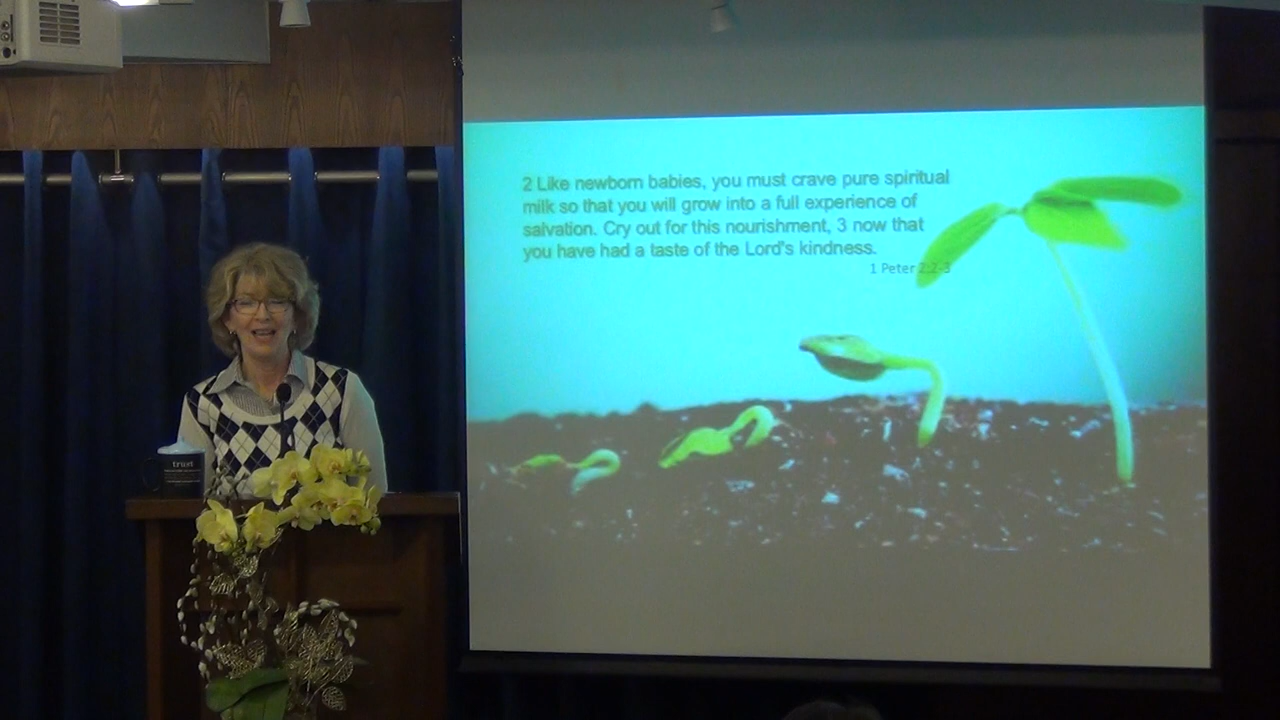 2 Like newborn babies, you must crave pure spiritual
milk so that you will grow into a full experience of
salvation. Cry out for this nourishment, 3 now that
you have had a taste of the Lord's kindness.
1 Peter 2:2-3
trust